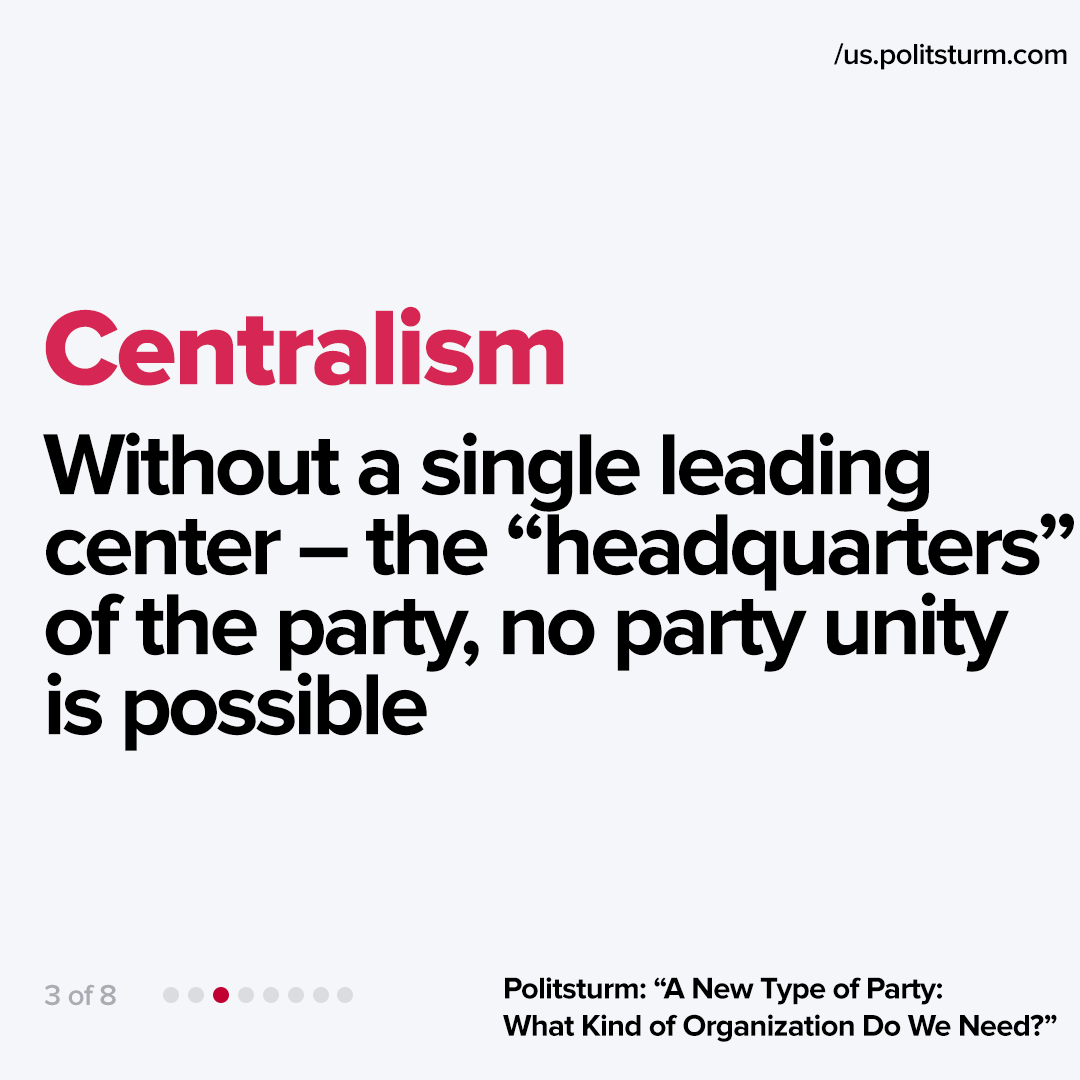 /us.politsturm.com
Centralism
Without a single leading
center – the “headquarters”
of the party, no party unity
is possible
3 of 8
Politsturm: “A New Type of Party:
What Kind of Organization Do We Need?”